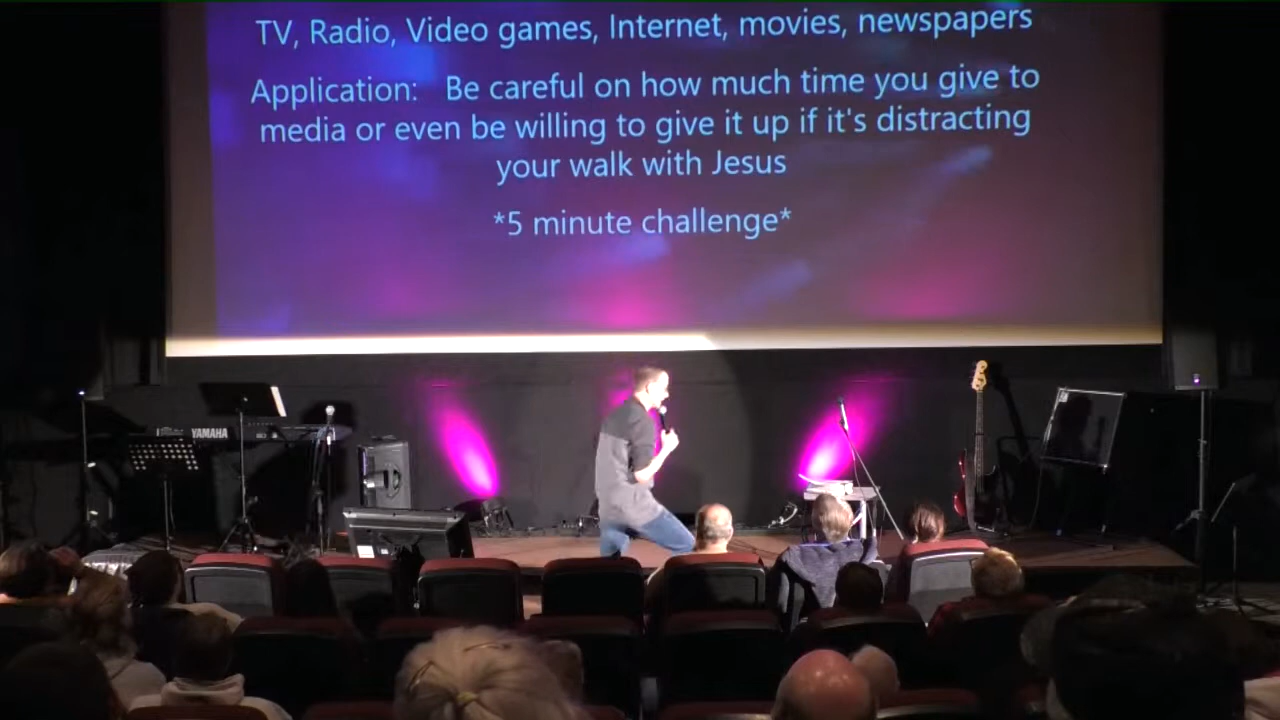 TV, Radio, Video games, Internet, movies, newspapers
Application: Be careful on how much time you give to
media or even be willing to give it up if it's distracting
your walk with Jesus
*5 minute challenge*
YAMAHA